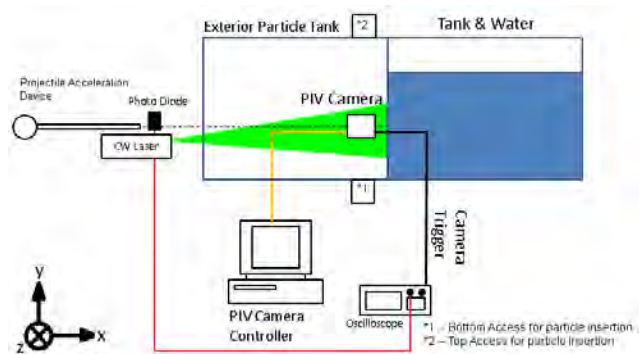 Exterior Particle Tank
*2
Tank & Water
Projectile Acceleration
Device
Photo Diode
PIV Camera
CW Laser
*1
Camera
Trigger
y
x
z
PIV Camera
Controller
Oscilloscope
*1 – Bottom Access for particle insertion
*2 – Top Access for particle insertion